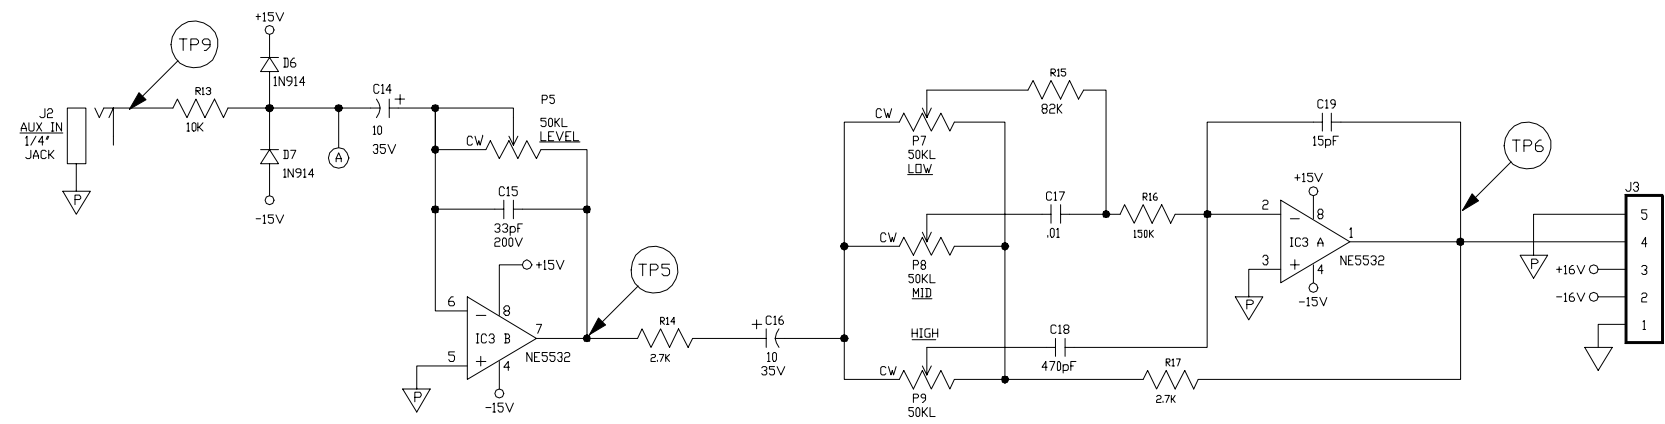 J2
AUX IN
1/4"
JACK
P
TP9
R13
10K
+15V
D6
1N914
D7
1N914
-15V
A
C14
+
10
35V
P5
50KL
LEVEL
CW
C15
33pF
200V
+15V
6
8
-
IC3 B
7
NE5532
5
+
4
P
-15V
TP5
R14
2.7K
+
C16
10
35V
CW
P7
50KL
LOW
R15
82K
CW
P8
50KL
MID
C17
.01
R16
150K
HIGH
CW
P9
50KL
C18
470pF
R17
2.7K
C19
15pF
+15V
2
8
-
IC3 A
1
NE5532
3
+
4
P
-15V
TP6
J3
5
4
P
+16V
3
-16V
2
1